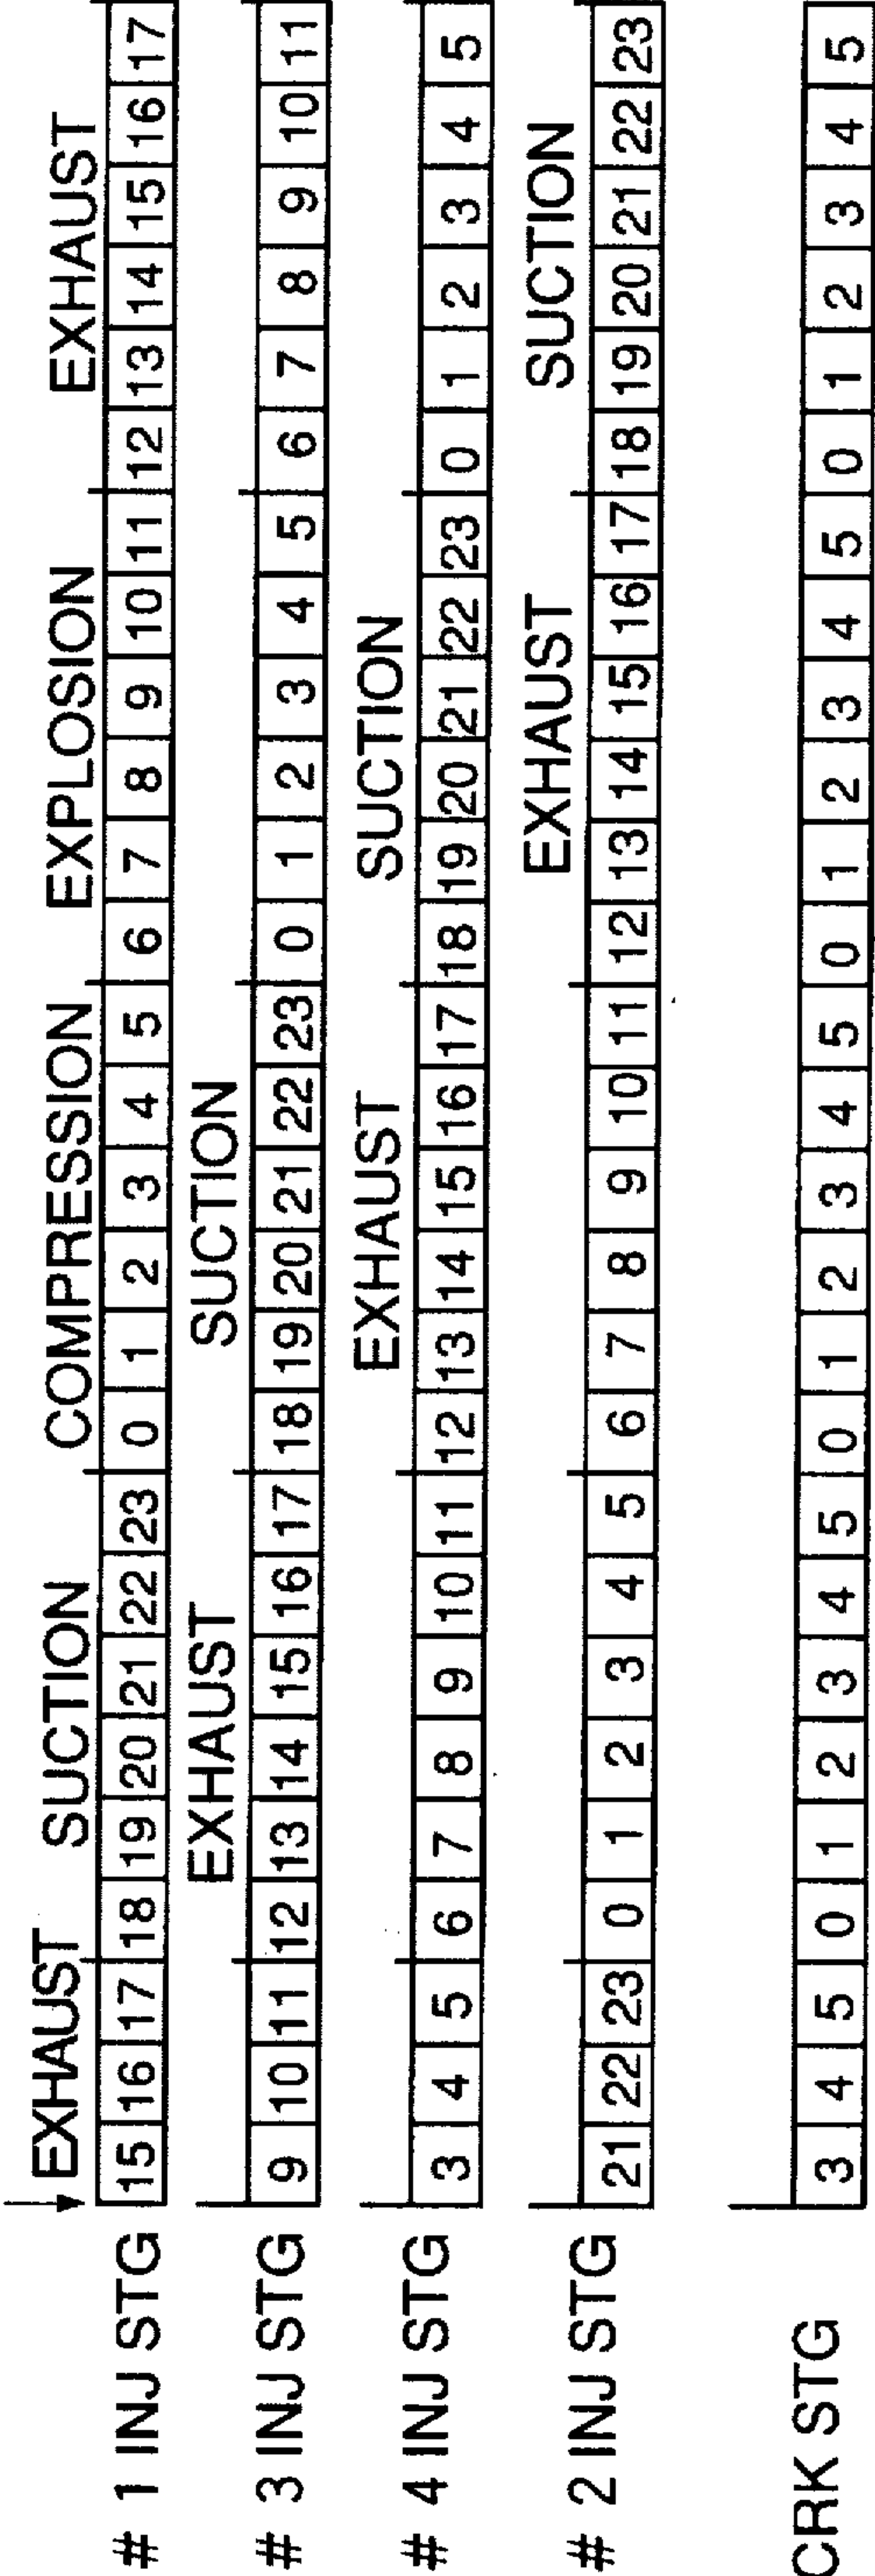 EXHAUST SUCTION COMPRESSION EXPLOSION EXHAUST
# 1 INJ STG 15 16 17 18 19 20 21 22 23 0 1 2 3 4 5 6 7 8 9 10 11 12 13 14 15 16 17
EXHAUST SUCTION
# 3 INJ STG 9 10 11 12 13 14 15 16 17 18 19 20 21 22 23 0 1 2 3 4 5 6 7 8 9 10 11
EXHAUST SUCTION
# 4 INJ STG 3 4 5 6 7 8 9 10 11 12 13 14 15 16 17 18 19 20 21 22 23 0 1 2 3 4 5
EXHAUST SUCTION
# 2 INJ STG 21 22 23 0 1 2 3 4 5 6 7 8 9 10 11 12 13 14 15 16 17 18 19 20 21 22 23
CRK STG 3 4 5 0 1 2 3 4 5 0 1 2 3 4 5 0 1 2 3 4 5 0 1 2 3 4 5